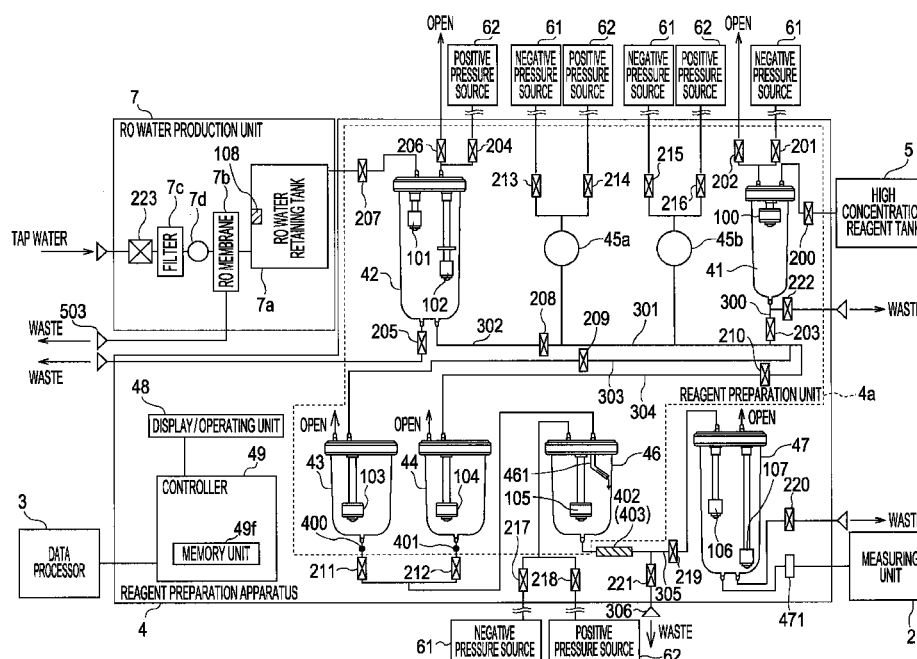 OPEN
62
61
62
61
62
OPEN
61
POSITIVE
PRESSURE
SOURCE
NEGATIVE
PRESSURE
SOURCE
POSITIVE
PRESSURE
SOURCE
NEGATIVE
PRESSURE
SOURCE
POSITIVE
PRESSURE
SOURCE
NEGATIVE
PRESSURE
SOURCE
7
RO WATER PRODUCTION UNIT
108
7b
7c
7d
223
TAP WATER
FILTER
RO MEMBRANE
RO WATER
RETAINING TANK
7a
206
204
207
213
214
215
216
202
201
5
HIGH
CONCENTRATION
REAGENT TANK
200
100
41
101
102
42
45a
45b
222
300
WASTE
503
WASTE
WASTE
205
302
208
209
301
203
210
303
304
REAGENT PREPARATION UNIT
4a
48
DISPLAY/OPERATING UNIT
49
CONTROLLER
49f
MEMORY UNIT
3
DATA
PROCESSOR
REAGENT PREPARATION APPARATUS
4
OPEN
43
103
400
211
OPEN
44
104
401
212
46
461
105
402
(403)
217
218
221
305
219
306
WASTE
OPEN
47
107
106
220
WASTE
471
MEASURING
UNIT
2
61
NEGATIVE
PRESSURE SOURCE
POSITIVE
PRESSURE SOURCE
62